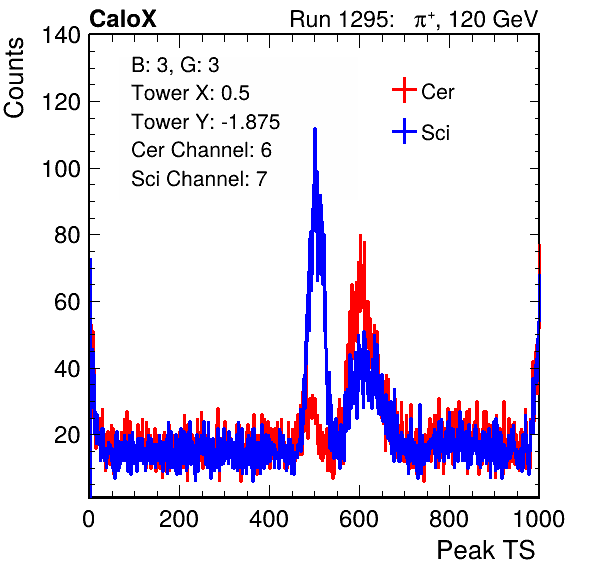 CaloX Run 1295: π⁺, 120 GeV
Counts
140
120
100
80
60
40
20
B: 3, G: 3
Tower X: 0.5
Tower Y: -1.875
Cer Channel: 6
Sci Channel: 7
Cer
Sci
0 200 400 600 800 1000
Peak TS